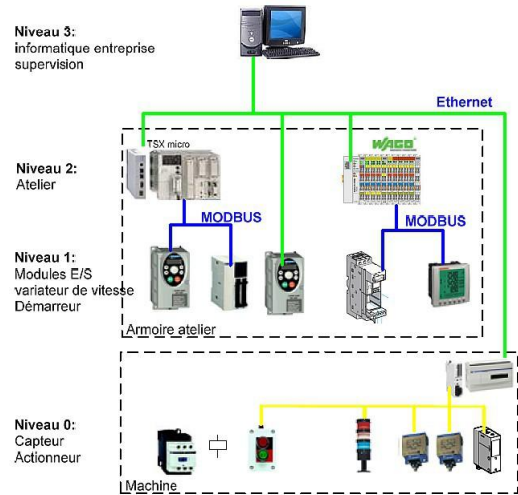 Niveau 3:
informatique entreprise
supervision
Ethernet
TSX micro
WAGO
Niveau 2:
Atelier
MODBUS
MODBUS
Niveau 1:
Modules E/S
variateur de vitesse
Démarreur
Armoire atelier
Niveau 0:
Capteur
Actionneur
Machine